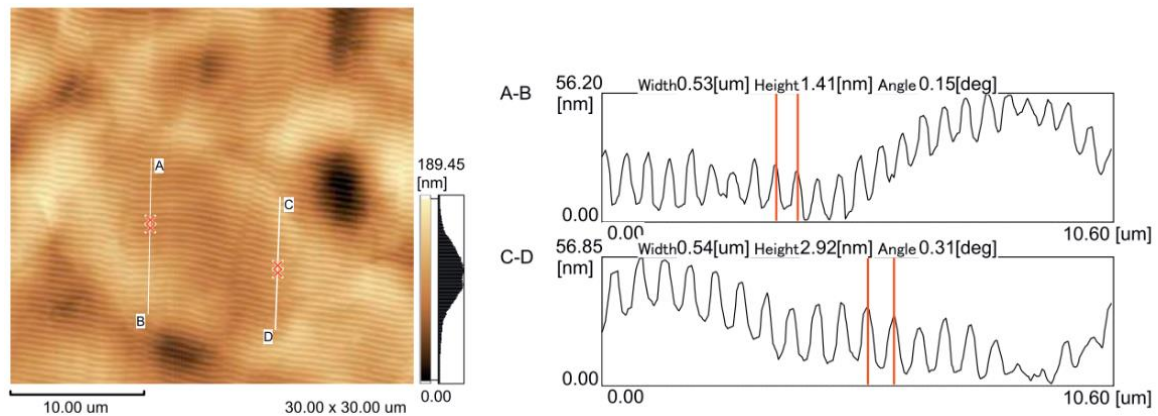 A
B
C
D
189.45
[nm]
0.00
10.00 um
30.00 x 30.00 um
A-B
56.20
[nm]
Width0.53[um] Height1.41[nm] Angle0.15[deg]
0.00
0.00
10.60 [um]
C-D
56.85
[nm]
Width0.54[um] Height2.92[nm] Angle0.31[deg]
0.00
0.00
10.60 [um]